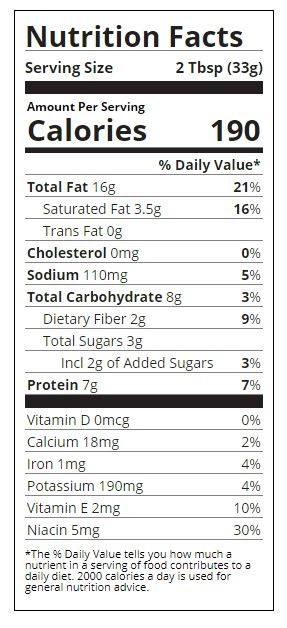 Nutrition Facts
Serving Size 2 Tbsp (33g)
Amount Per Serving
Calories 190
% Daily Value*
Total Fat 16g 21%
Saturated Fat 3.5g 16%
Trans Fat 0g
Cholesterol 0mg 0%
Sodium 110mg 5%
Total Carbohydrate 8g 3%
Dietary Fiber 2g 9%
Total Sugars 3g
Incl 2g of Added Sugars 3%
Protein 7g 7%
Vitamin D 0mcg 0%
Calcium 18mg 2%
Iron 1mg 4%
Potassium 190mg 4%
Vitamin E 2mg 10%
Niacin 5mg 30%
*The % Daily Value tells you how much a
nutrient in a serving of food contributes to a
daily diet. 2000 calories a day is used for
general nutrition advice.